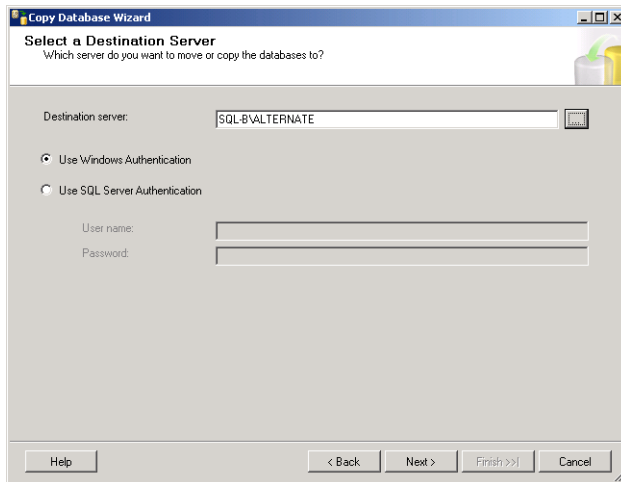 Copy Database Wizard
Select a Destination Server
Which server do you want to move or copy the databases to?
Destination server:
SQL-B\ALTERNATE
...
Use Windows Authentication
Use SQL Server Authentication
User name:
Password:
Help
< Back
Next >
Finish >>|
Cancel